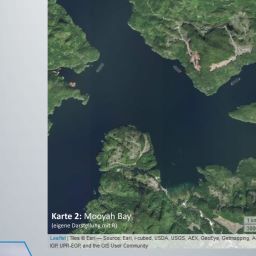 Karte 2: Mooyah Bay
(eigene Darstellung mit R)
Leaflet | Tiles © Esri — Source: Esri, i-cubed, USDA, USGS, AEX, GeoEye, Getmapping, A
IGP, UPR-EGP, and the GIS User Community